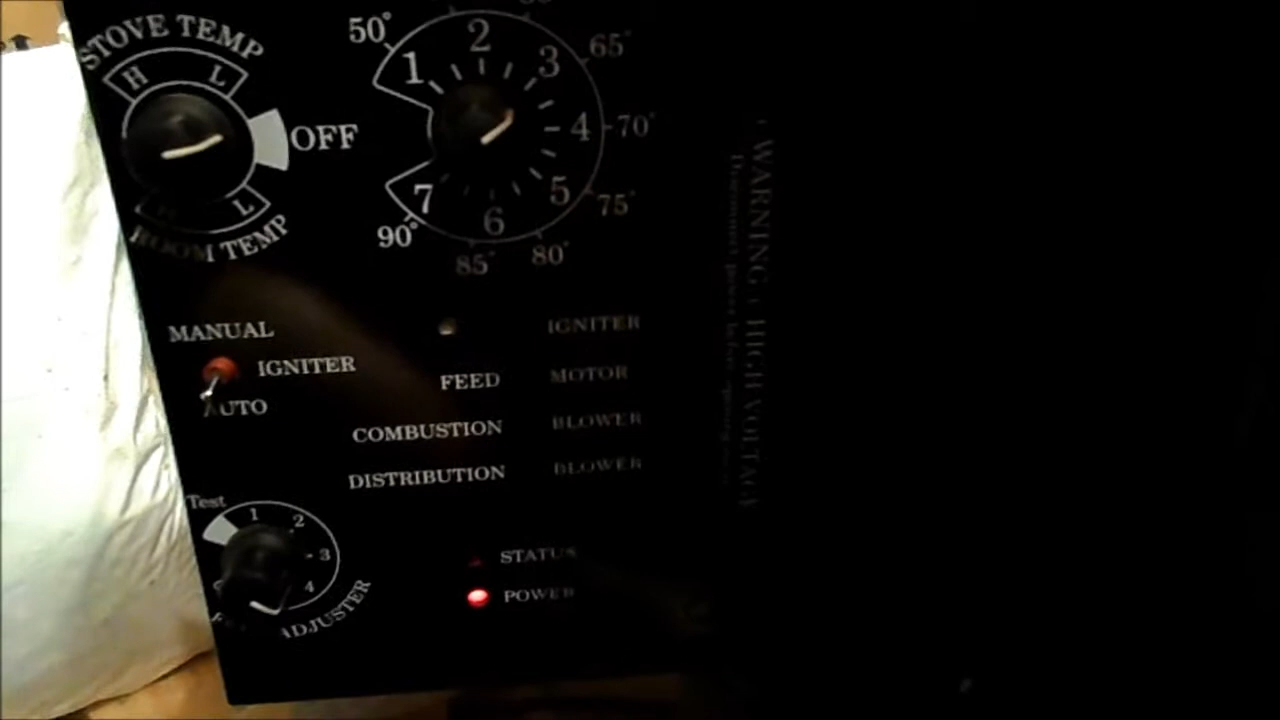 STOVE TEMP
H L
OFF
L
ROOM TEMP
50°
1 2 3 4 5 6 7
65°
70°
75°
80°
85°
90°
MANUAL
IGNITER
AUTO
IGNITER
FEED MOTOR
COMBUSTION BLOWER
DISTRIBUTION BLOWER
Test
1 2 3 4
ADJUSTER
STATUS
POWER
WARNING : HIGH VOLTAGE